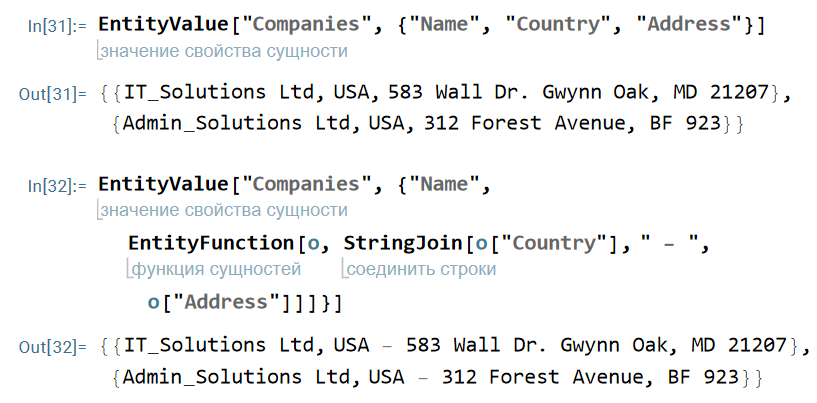 In[31]:= EntityValue["Companies", {"Name", "Country", "Address"}]
значение свойства сущности
Out[31]= {{IT_Solutions Ltd, USA, 583 Wall Dr. Gwynn Oak, MD 21207},
{Admin_Solutions Ltd, USA, 312 Forest Avenue, BF 923}}
In[32]:= EntityValue["Companies", {"Name",
значение свойства сущности
EntityFunction[o, StringJoin[o["Country"], " – ",
функция сущностей соединить строки
o["Address"]]]}]
Out[32]= {{IT_Solutions Ltd, USA – 583 Wall Dr. Gwynn Oak, MD 21207},
{Admin_Solutions Ltd, USA – 312 Forest Avenue, BF 923}}